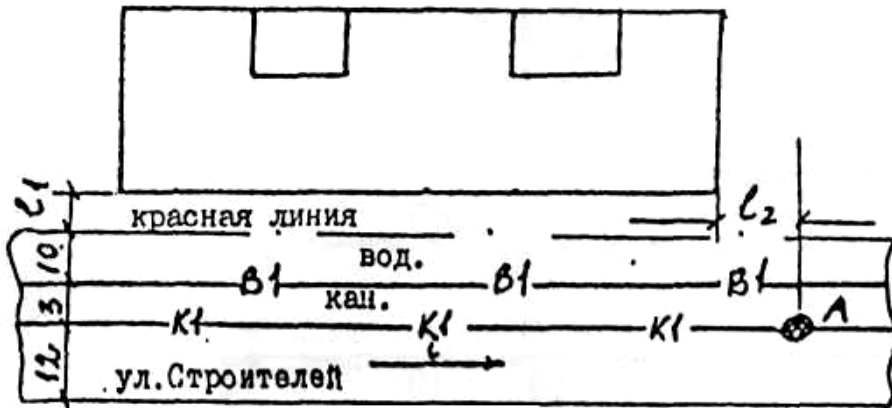 l1
красная линия
l2
10.
вод.
В1 В1 В1
3
кан.
К1 К1 К1 А
i
12
ул.Строителей